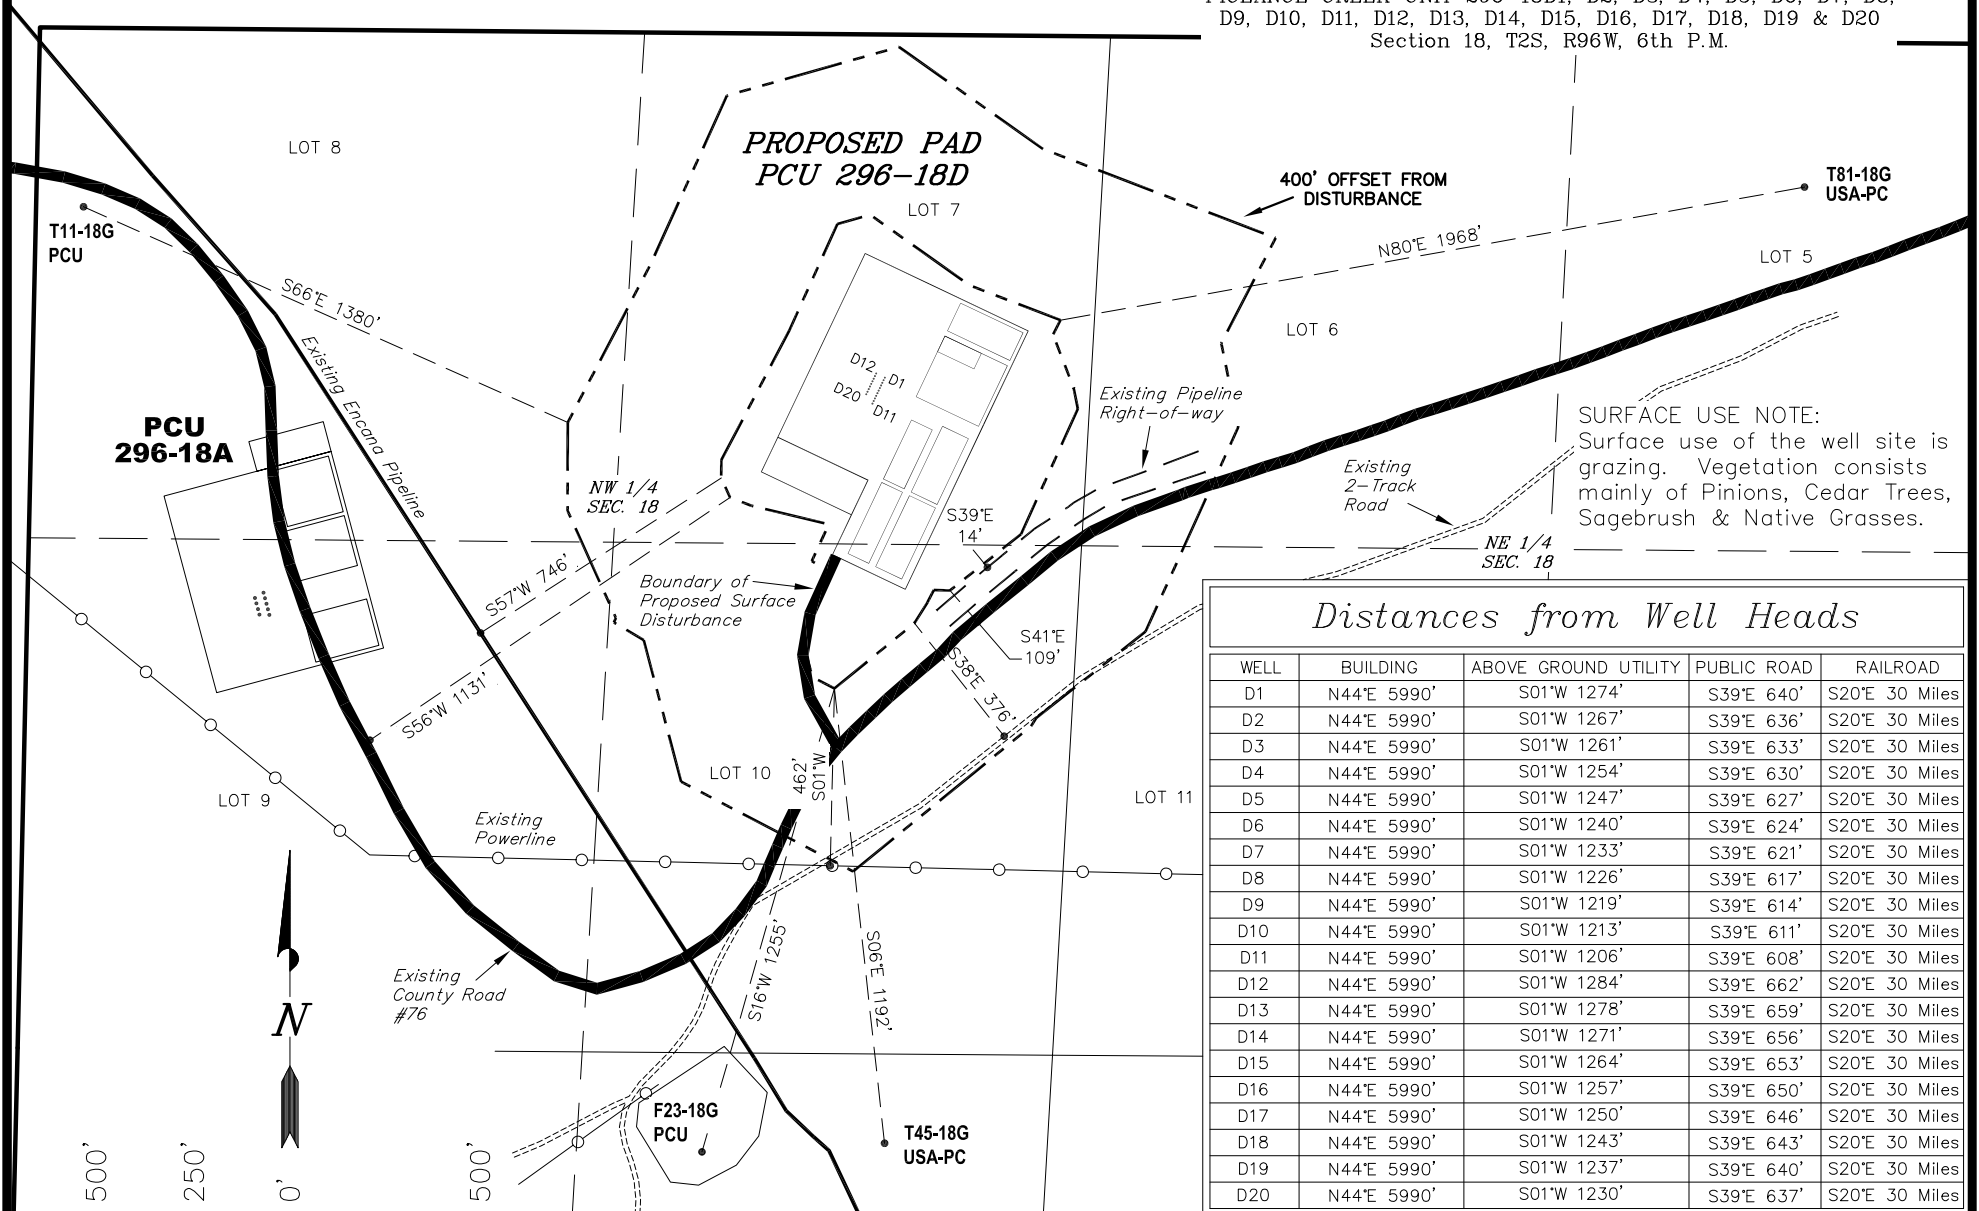 D9, D10, D11, D12, D13, D14, D15, D16, D17, D18, D19 & D20
Section 18, T2S, R96W, 6th P.M.
LOT 8
PROPOSED PAD
PCU 296-18D
LOT 7
400' OFFSET FROM
DISTURBANCE
T81-18G
USA-PC
T11-18G
PCU
N80°E 1968'
LOT 5
S66°E 1380'
LOT 6
Existing Encana Pipeline
D12
D1
D20
D11
Existing Pipeline
Right-of-way
PCU
296-18A
SURFACE USE NOTE:
Surface use of the well site is
grazing. Vegetation consists
mainly of Pinions, Cedar Trees,
Sagebrush & Native Grasses.
Existing
2-Track
Road
NW 1/4
SEC. 18
S39°E
14'
NE 1/4
SEC. 18
S57°W 746'
Boundary of
Proposed Surface
Disturbance
S41°E
109'
S38°E 376'
S56°W 1131'
462'
S01°W
LOT 10
LOT 9
LOT 11
Existing
Powerline
S16°W 1255'
S06°E 1192'
Existing
County Road
#76
N
F23-18G
PCU
T45-18G
USA-PC
500'
250'
0'
500'
Distances from Well Heads
WELL BUILDING ABOVE GROUND UTILITY PUBLIC ROAD RAILROAD
D1 N44°E 5990' S01°W 1274' S39°E 640' S20°E 30 Miles
D2 N44°E 5990' S01°W 1267' S39°E 636' S20°E 30 Miles
D3 N44°E 5990' S01°W 1261' S39°E 633' S20°E 30 Miles
D4 N44°E 5990' S01°W 1254' S39°E 630' S20°E 30 Miles
D5 N44°E 5990' S01°W 1247' S39°E 627' S20°E 30 Miles
D6 N44°E 5990' S01°W 1240' S39°E 624' S20°E 30 Miles
D7 N44°E 5990' S01°W 1233' S39°E 621' S20°E 30 Miles
D8 N44°E 5990' S01°W 1226' S39°E 617' S20°E 30 Miles
D9 N44°E 5990' S01°W 1219' S39°E 614' S20°E 30 Miles
D10 N44°E 5990' S01°W 1213' S39°E 611' S20°E 30 Miles
D11 N44°E 5990' S01°W 1206' S39°E 608' S20°E 30 Miles
D12 N44°E 5990' S01°W 1284' S39°E 662' S20°E 30 Miles
D13 N44°E 5990' S01°W 1278' S39°E 659' S20°E 30 Miles
D14 N44°E 5990' S01°W 1271' S39°E 656' S20°E 30 Miles
D15 N44°E 5990' S01°W 1264' S39°E 653' S20°E 30 Miles
D16 N44°E 5990' S01°W 1257' S39°E 650' S20°E 30 Miles
D17 N44°E 5990' S01°W 1250' S39°E 646' S20°E 30 Miles
D18 N44°E 5990' S01°W 1243' S39°E 643' S20°E 30 Miles
D19 N44°E 5990' S01°W 1237' S39°E 640' S20°E 30 Miles
D20 N44°E 5990' S01°W 1230' S39°E 637' S20°E 30 Miles